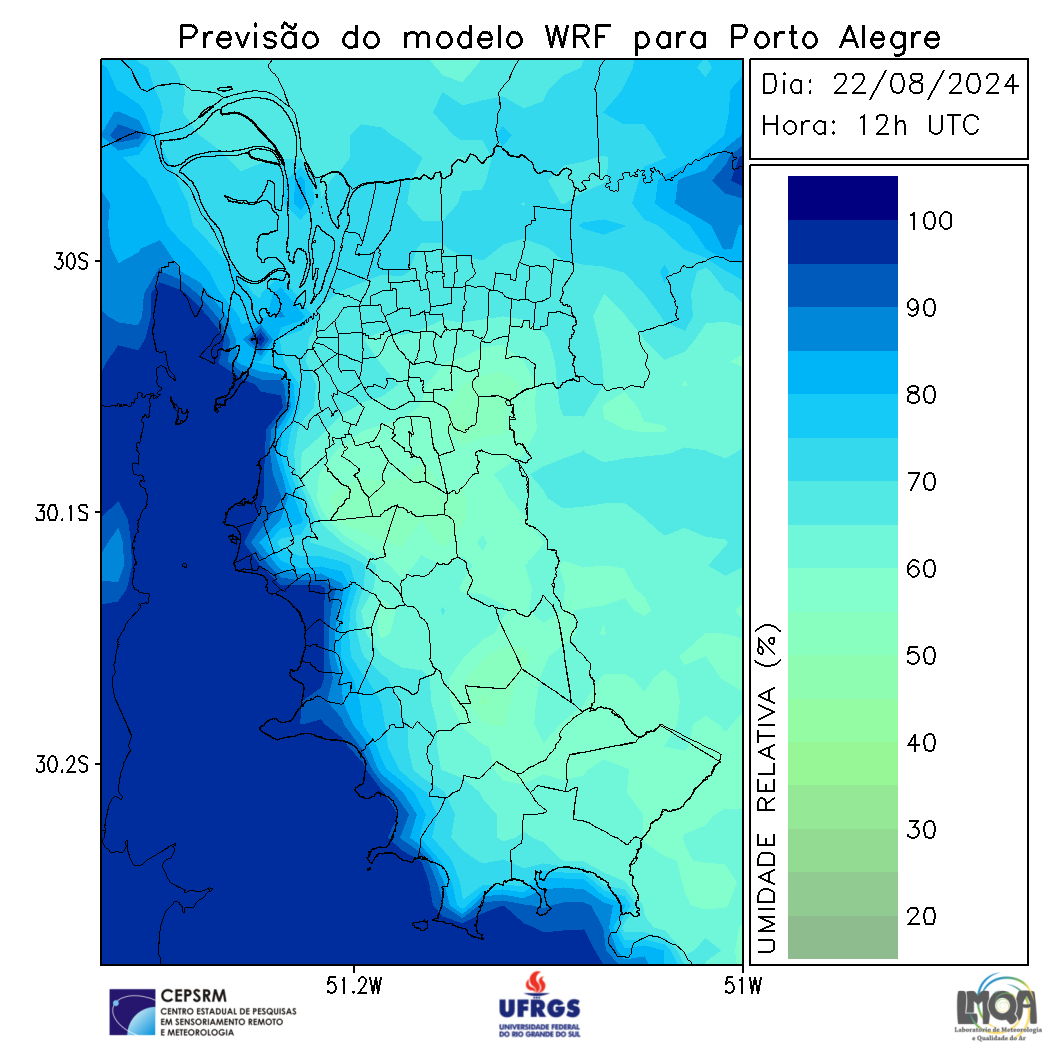 Previsão do modelo WRF para Porto Alegre
Dia: 22/08/2024
Hora: 12h UTC
30S
30.1S
30.2S
51.2W
51W
UMIDADE RELATIVA (%)
100
90
80
70
60
50
40
30
20
CEPSRM
CENTRO ESTADUAL DE PESQUISAS
EM SENSORIAMENTO REMOTO
E METEOROLOGIA
UFRGS
UNIVERSIDADE FEDERAL
DO RIO GRANDE DO SUL
LMQA
Laboratório de Meteorologia
e Qualidade do Ar